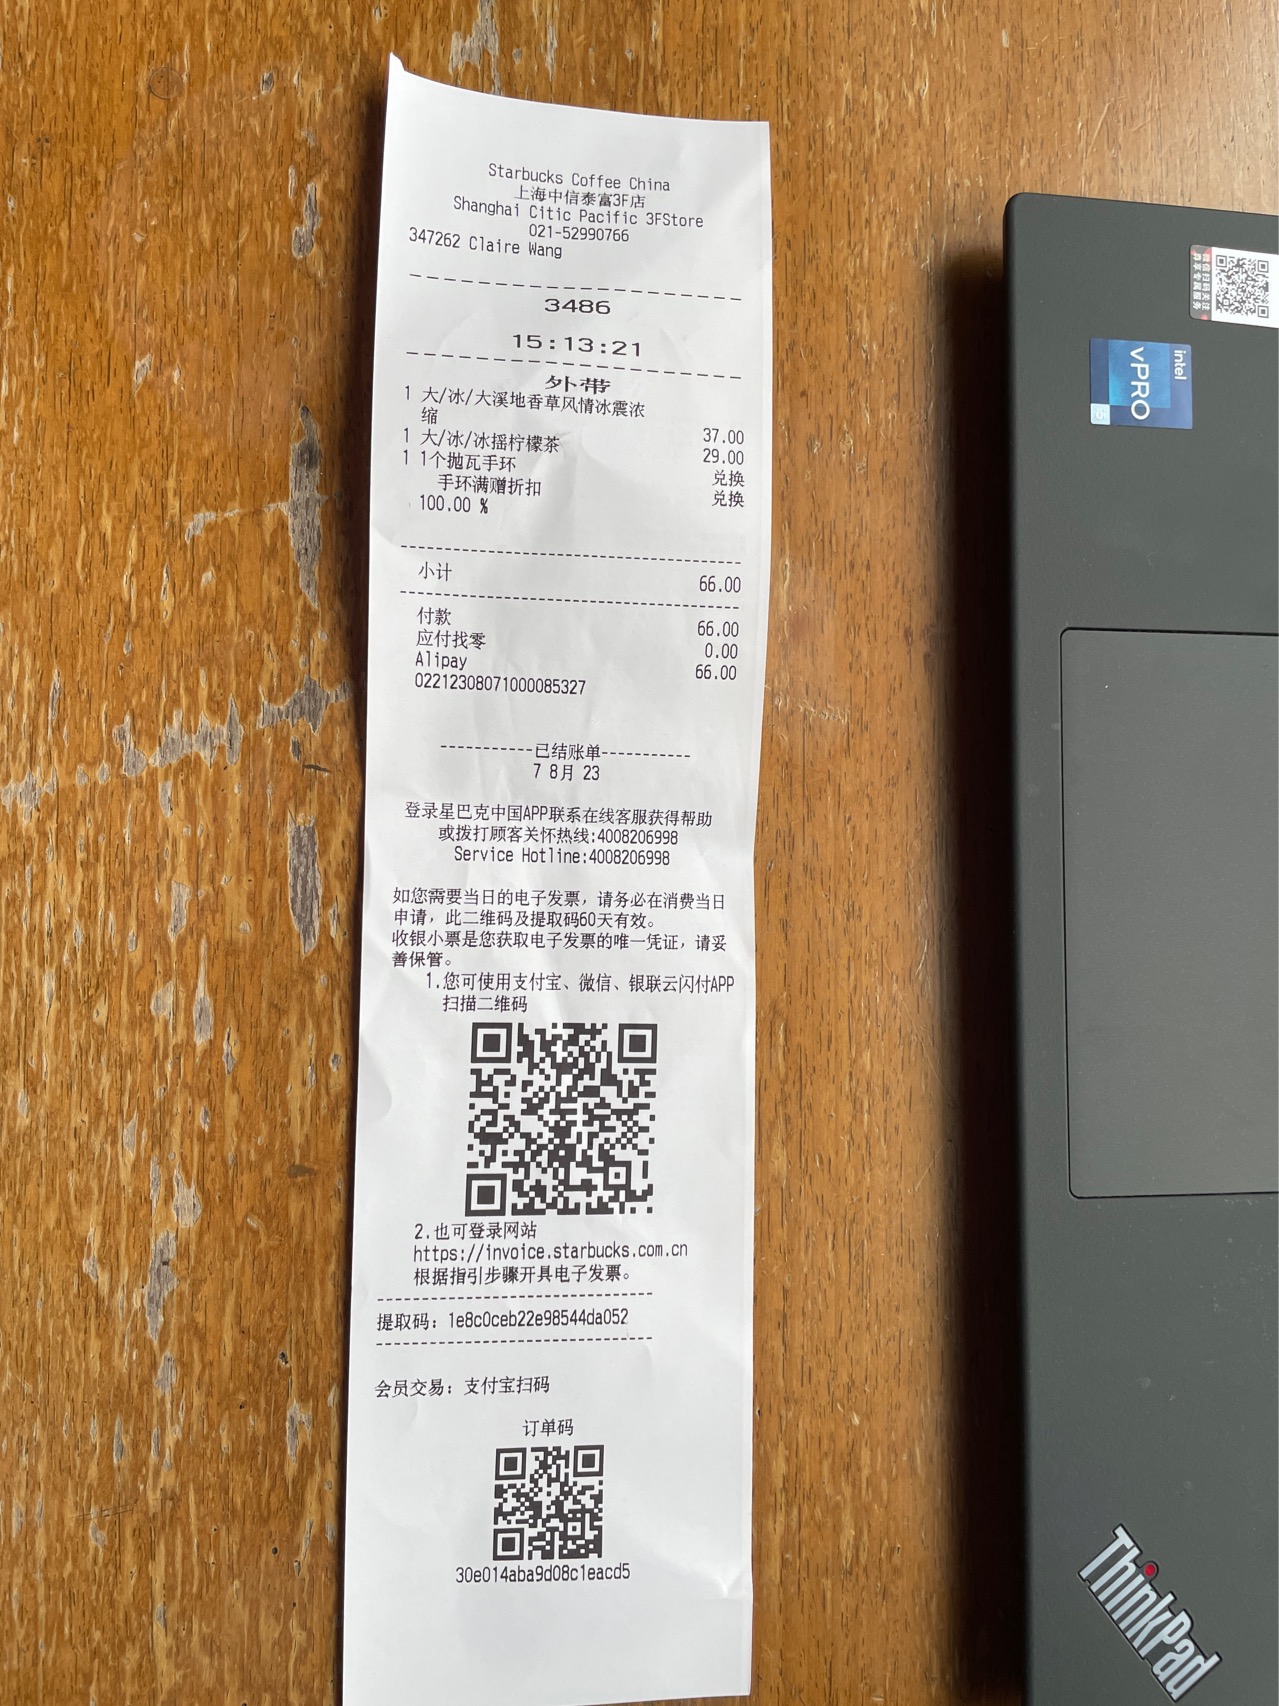 Starbucks Coffee China
上海中信泰富3F店
Shanghai Citic Pacific 3FStore
021-52990766
347262 Claire Wang
3486
15:13:21
外带
1 大/冰/大溪地香草风情冰震浓
缩 37.00
1 大/冰/冰摇柠檬茶 29.00
1 1个抛瓦手环 兑换
手环满赠折扣 兑换
100.00 %
小计 66.00
付款 66.00
应付找零 0.00
Alipay 66.00
02212308071000085327
-----------已结账单-----------
7 8月 23
登录星巴克中国APP联系在线客服获得帮助
或拨打顾客关怀热线:4008206998
Service Hotline:4008206998
如您需要当日的电子发票，请务必在消费当日
申请，此二维码及提取码60天有效。
收银小票是您获取电子发票的唯一凭证，请妥
善保管。
1.您可使用支付宝、微信、银联云闪付APP
扫描二维码
2.也可登录网站
https://invoice.starbucks.com.cn
根据指引步骤开具电子发票。
提取码：1e8c0ceb22e98544da052
会员交易：支付宝扫码
订单码
30e014aba9d08c1eacd5
微信扫码关注
尊享专属服务
intel
vPRO
i5
ThinkPad